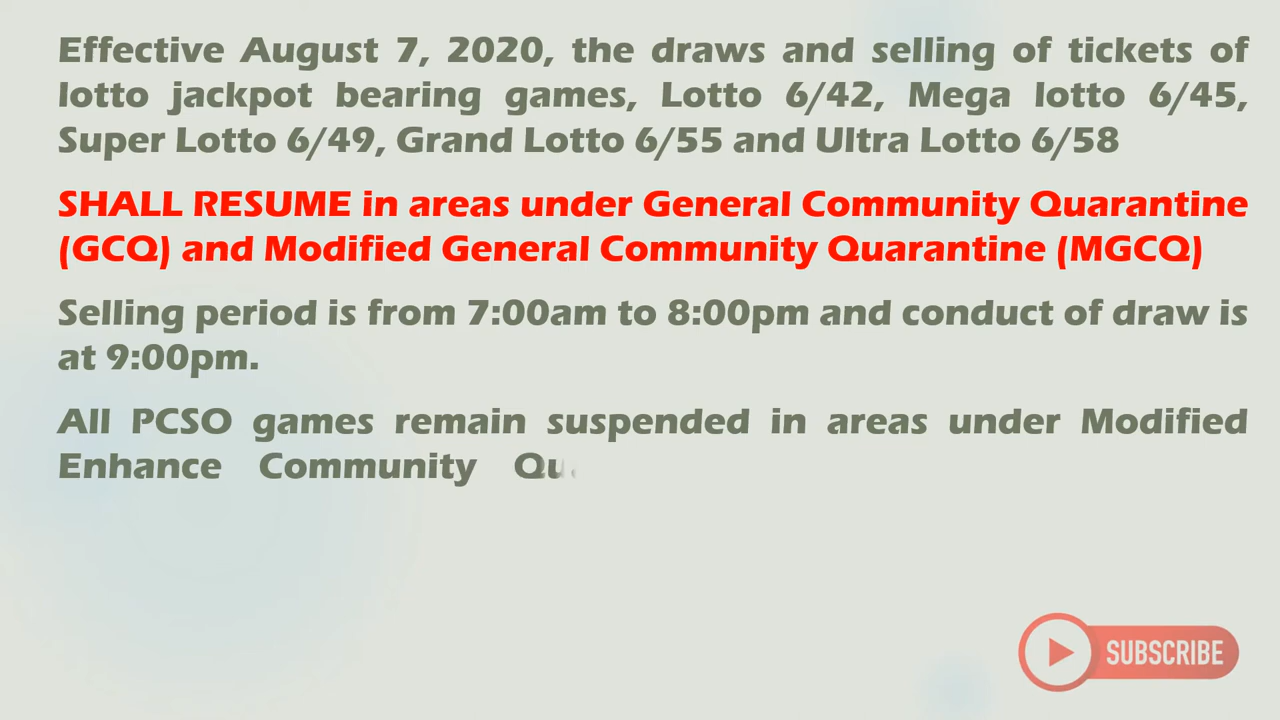 Effective August 7, 2020, the draws and selling of tickets of
lotto jackpot bearing games, Lotto 6/42, Mega lotto 6/45,
Super Lotto 6/49, Grand Lotto 6/55 and Ultra Lotto 6/58
SHALL RESUME in areas under General Community Quarantine
(GCQ) and Modified General Community Quarantine (MGCQ)
Selling period is from 7:00am to 8:00pm and conduct of draw is
at 9:00pm.
All PCSO games remain suspended in areas under Modified
Enhance Community
SUBSCRIBE